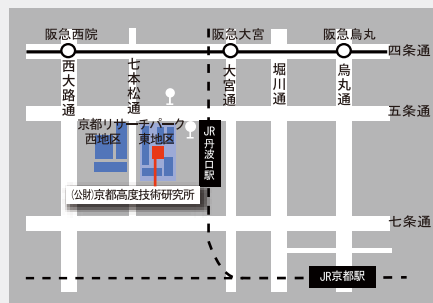 阪急西院
阪急大宮
阪急烏丸
四条通
西大路通
七本松通
大宮通
堀川通
烏丸通
五条通
京都リサーチパーク
西地区
東地区
JR丹波口駅
(公財)京都高度技術研究所
七条通
JR京都駅